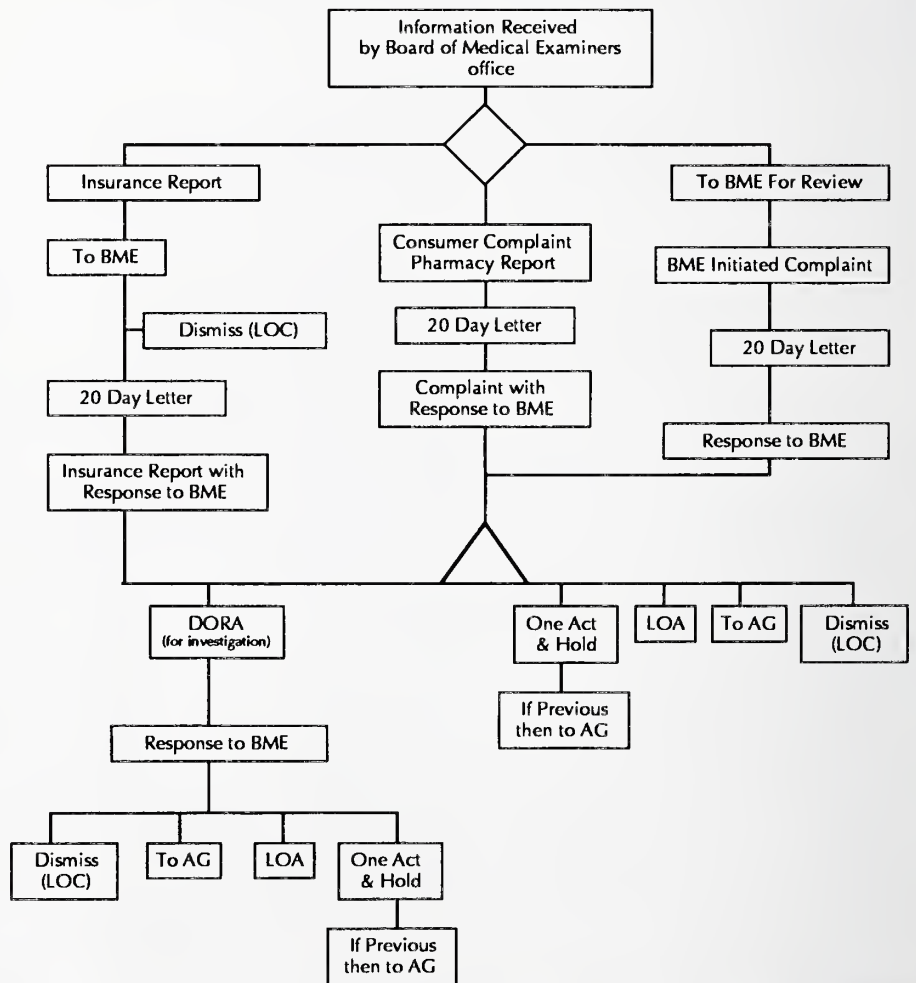 Information Received
by Board of Medical Examiners
office
Insurance Report
To BME For Review
To BME
Consumer Complaint
Pharmacy Report
BME Initiated Complaint
Dismiss (LOC)
20 Day Letter
20 Day Letter
20 Day Letter
Complaint with
Response to BME
Response to BME
Insurance Report with
Response to BME
DORA
(for investigation)
One Act
& Hold
LOA
To AG
Dismiss
(LOC)
If Previous
then to AG
Response to BME
Dismiss
(LOC)
To AG
LOA
One Act
& Hold
If Previous
then to AG